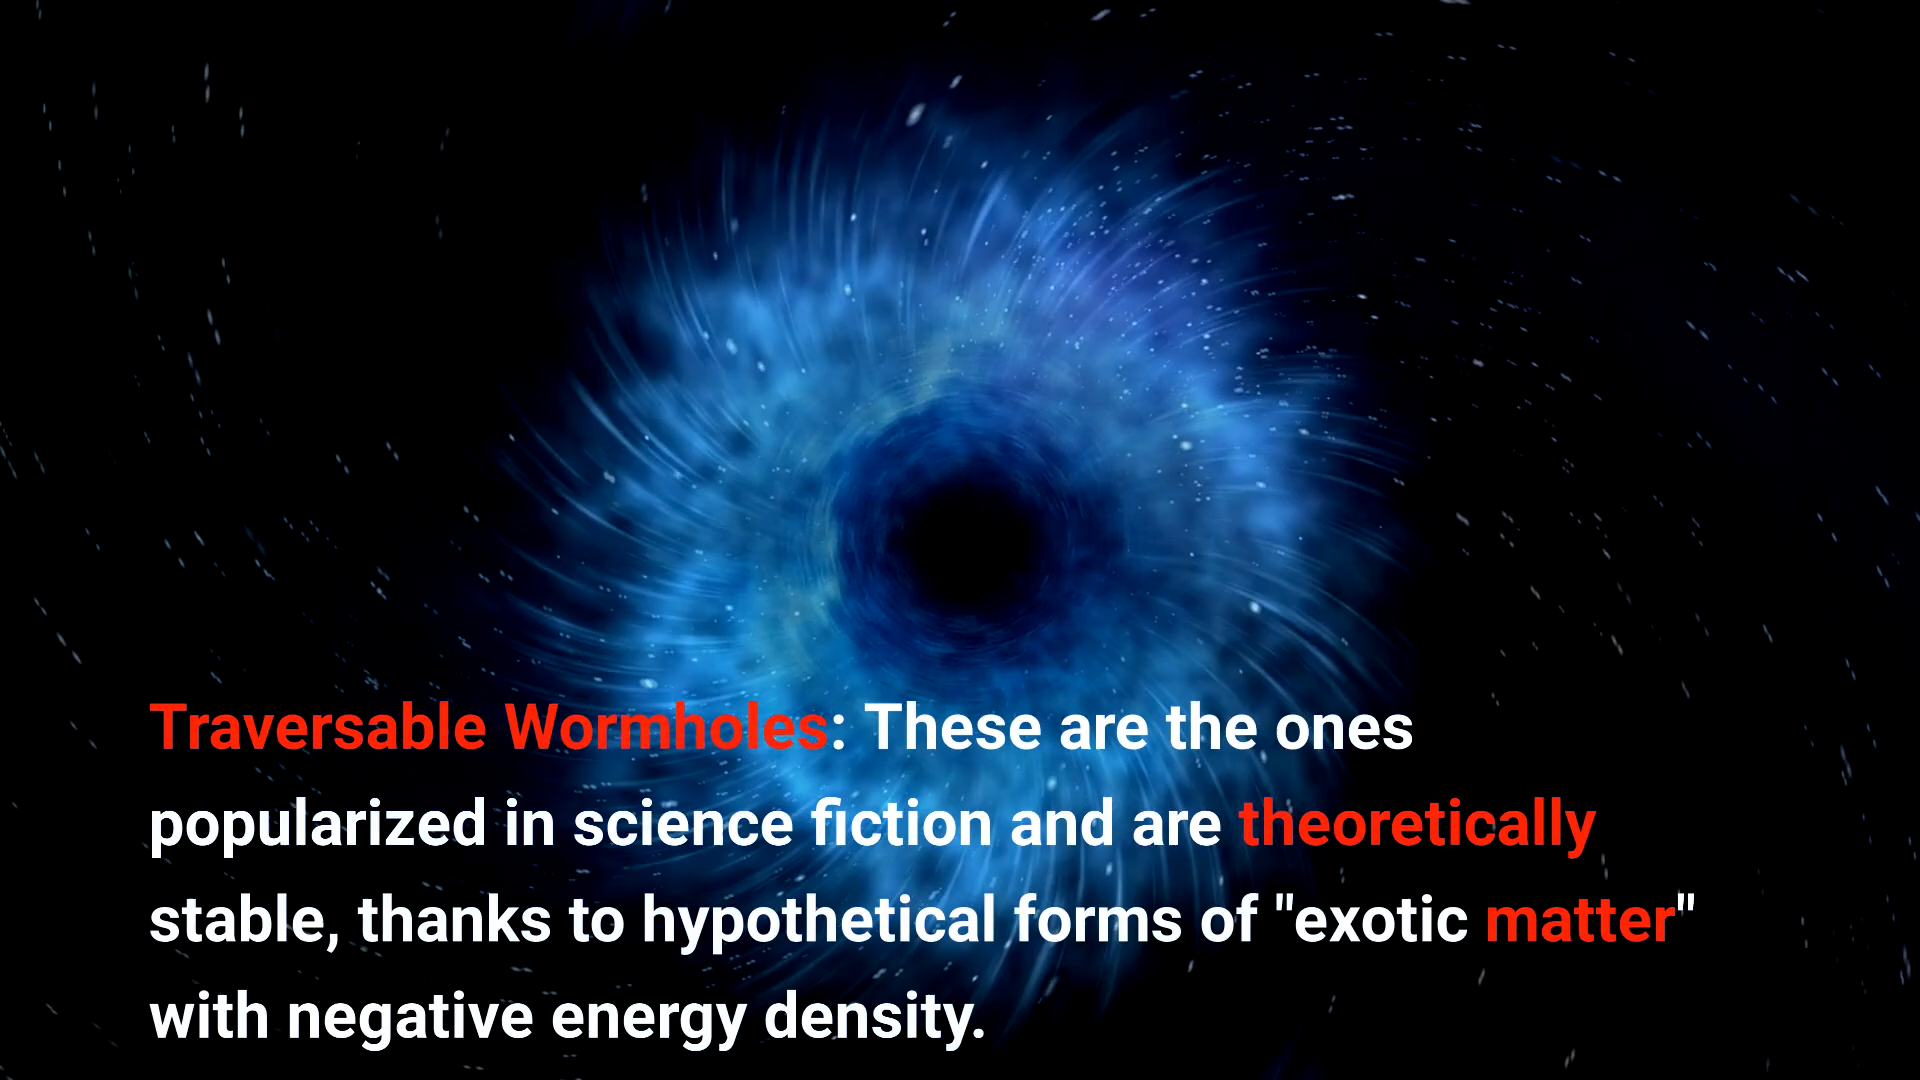 Traversable Wormholes: These are the ones
popularized in science fiction and are theoretically
stable, thanks to hypothetical forms of "exotic matter"
with negative energy density.